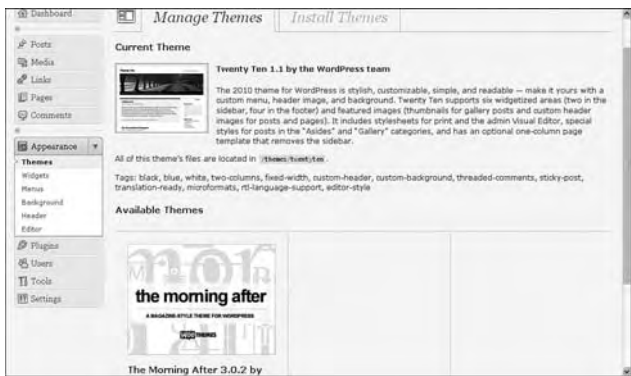 Dashboard
Manage Themes
Install Themes
Posts
Media
Links
Pages
Comments
Appearance
Themes
Widgets
Menus
Background
Header
Editor
Plugins
Users
Tools
Settings
Current Theme
Twenty Ten 1.1 by the WordPress team
The 2010 theme for WordPress is stylish, customizable, simple, and readable — make it yours with a
custom menu, header image, and background. Twenty Ten supports six widgetized areas (two in the
sidebar, four in the footer) and featured images (thumbnails for gallery posts and custom header
images for posts and pages). It includes stylesheets for print and the admin Visual Editor, special
styles for posts in the "Asides" and "Gallery" categories, and has an optional one-column page
template that removes the sidebar.
All of this theme's files are located in /themes/twentyten.
Tags: black, blue, white, two-columns, fixed-width, custom-header, custom-background, threaded-comments, sticky-post,
translation-ready, microformats, rtl-language-support, editor-style
Available Themes
the morning after
A MAGAZINE-STYLE THEME FOR WORDPRESS
WOO THEMES
The Morning After 3.0.2 by